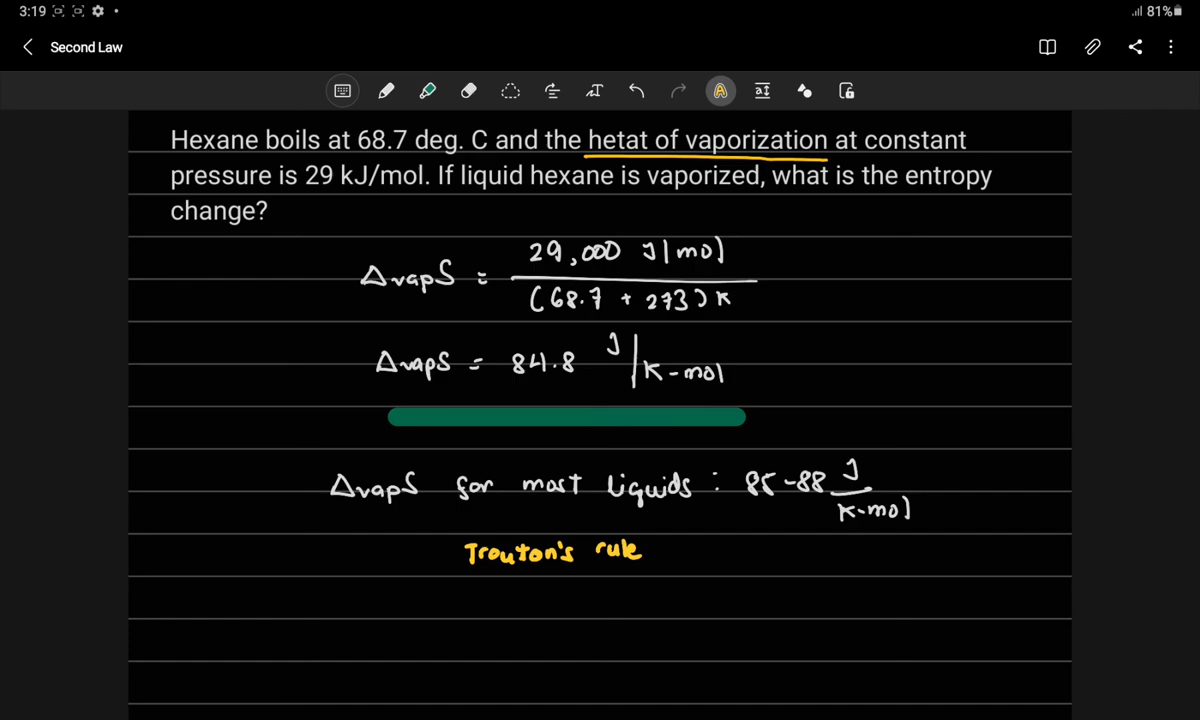 3:19
81%
Second Law
Hexane boils at 68.7 deg. C and the hetat of vaporization at constant
pressure is 29 kJ/mol. If liquid hexane is vaporized, what is the entropy
change?
29,000 J/mol
ΔvapS =
(68.7 + 273) K
ΔvapS = 84.8 J/K-mol
ΔvapS for most liquids : 85-88 J/K-mol
Trouton's rule